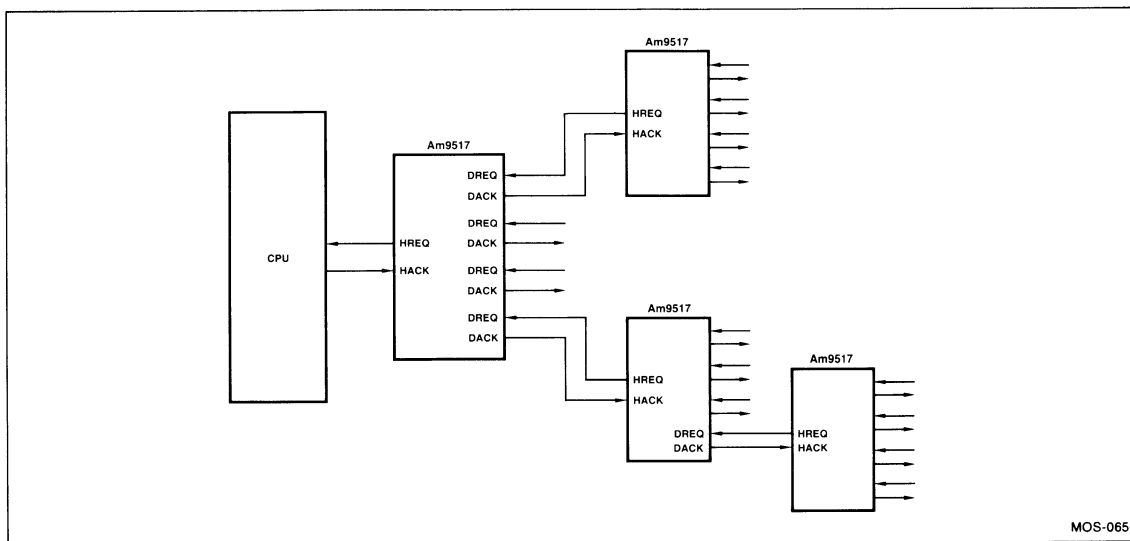 Am9517
HREQ
HACK
Am9517
DREQ
DACK
DREQ
DACK
DREQ
DACK
DREQ
DACK
HREQ
HACK
CPU
Am9517
HREQ
HACK
DREQ
DACK
Am9517
HREQ
HACK
MOS-065